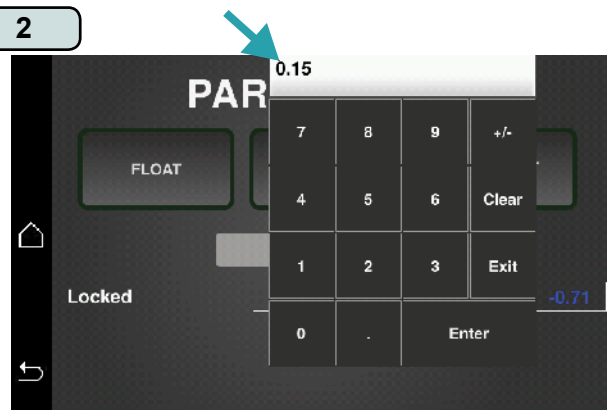 2
0.15
PAR
7 8 9 +/-
FLOAT
4 5 6 Clear
1 2 3 Exit
Locked -0.71
0 . Enter